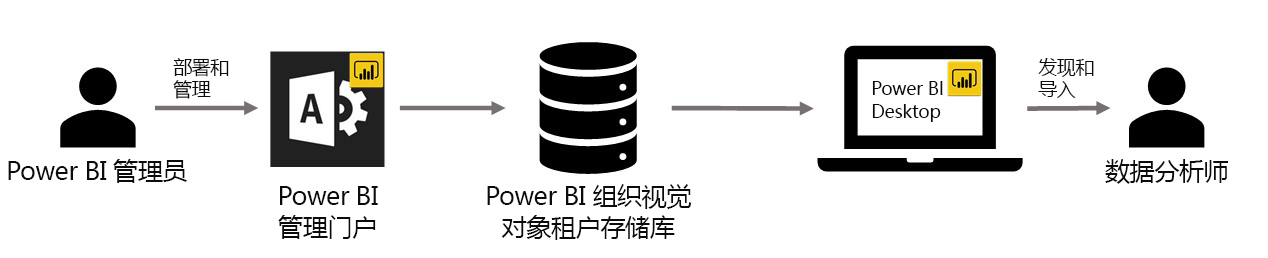 部署和
管理
Power BI 管理员
A
Power BI
管理门户
Power BI 组织视觉
对象租户存储库
Power BI
Desktop
发现和
导入
数据分析师